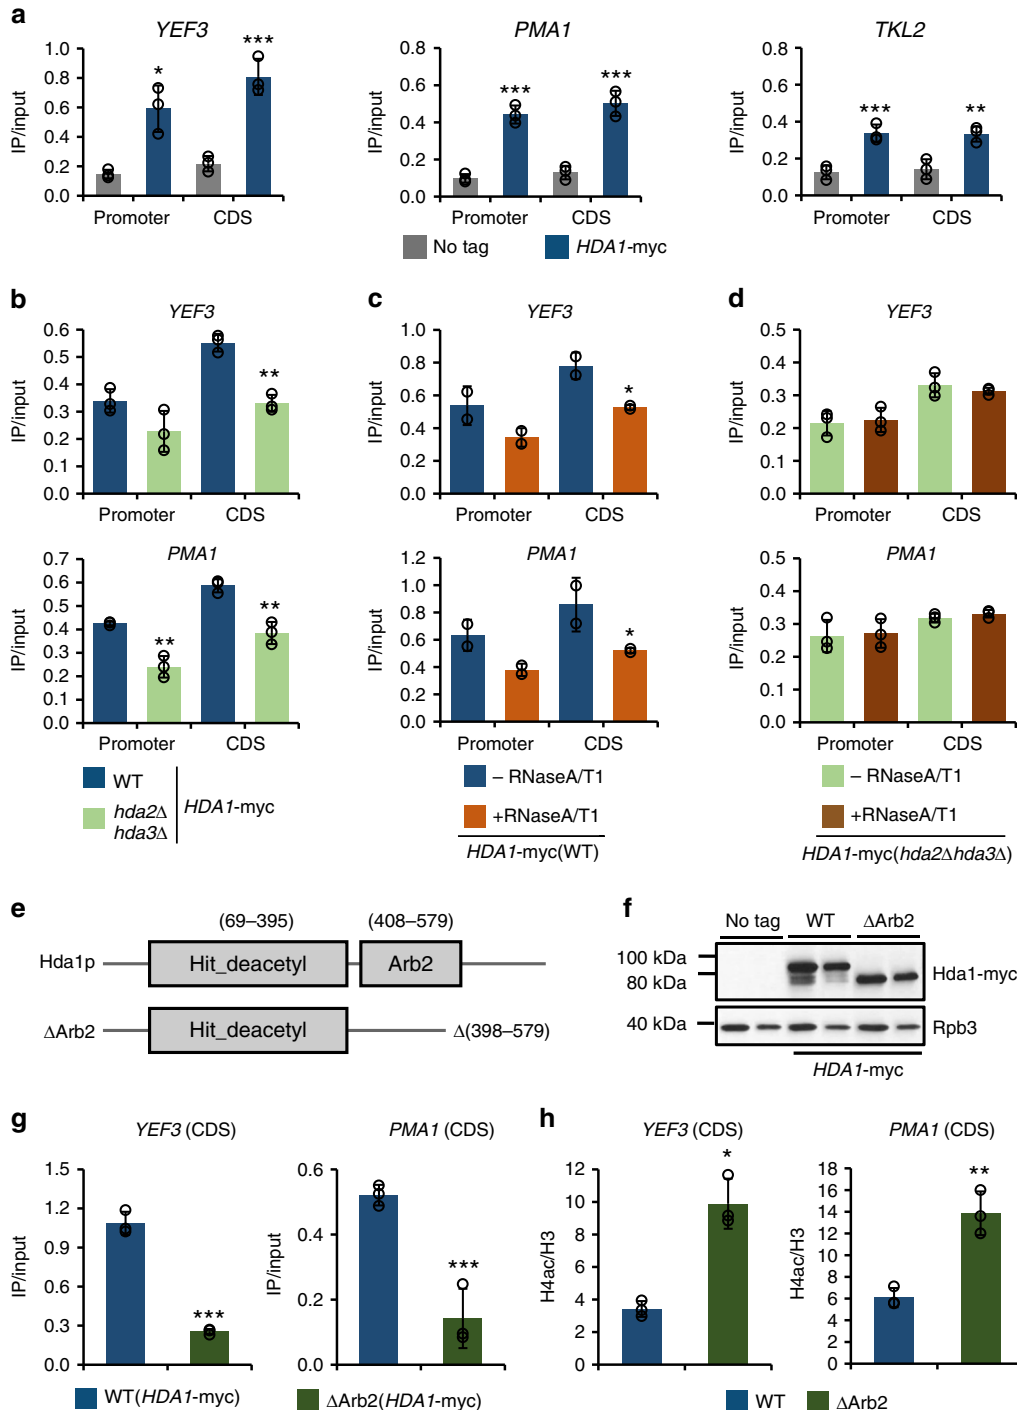 a
YEF3
PMA1
TKL2
IP/input
1.0
0.8
0.6
0.4
0.2
0.0
*
***
Promoter
CDS
IP/input
0.6
0.4
0.2
0.0
***
***
Promoter
CDS
IP/input
0.8
0.6
0.4
0.2
0.0
***
**
Promoter
CDS
No tag
HDA1-myc
b
YEF3
IP/input
0.6
0.5
0.4
0.3
0.2
0.1
0.0
**
Promoter
CDS
PMA1
IP/input
0.7
0.6
0.5
0.4
0.3
0.2
0.1
0.0
**
**
Promoter
CDS
WT
hda2Δ
hda3Δ
HDA1-myc
c
YEF3
IP/input
1.0
0.8
0.6
0.4
0.2
0.0
*
Promoter
CDS
PMA1
IP/input
1.2
1.0
0.8
0.6
0.4
0.2
0.0
*
Promoter
CDS
– RNaseA/T1
+RNaseA/T1
HDA1-myc(WT)
d
YEF3
IP/input
0.5
0.4
0.3
0.2
0.1
0.0
Promoter
CDS
PMA1
IP/input
0.5
0.4
0.3
0.2
0.1
0.0
Promoter
CDS
– RNaseA/T1
+RNaseA/T1
HDA1-myc(hda2Δhda3Δ)
e
(69–395)
(408–579)
Hda1p
Hit_deacetyl
Arb2
ΔArb2
Hit_deacetyl
Δ(398–579)
f
No tag
WT
ΔArb2
100 kDa
80 kDa
Hda1-myc
40 kDa
Rpb3
HDA1-myc
g
YEF3 (CDS)
IP/input
1.5
1.2
0.9
0.6
0.3
0.0
***
PMA1 (CDS)
IP/input
0.6
0.4
0.2
0.0
***
WT(HDA1-myc)
ΔArb2(HDA1-myc)
h
YEF3 (CDS)
H4ac/H3
12
10
8
6
4
2
0
*
PMA1 (CDS)
H4ac/H3
18
16
14
12
10
8
6
4
2
0
**
WT
ΔArb2